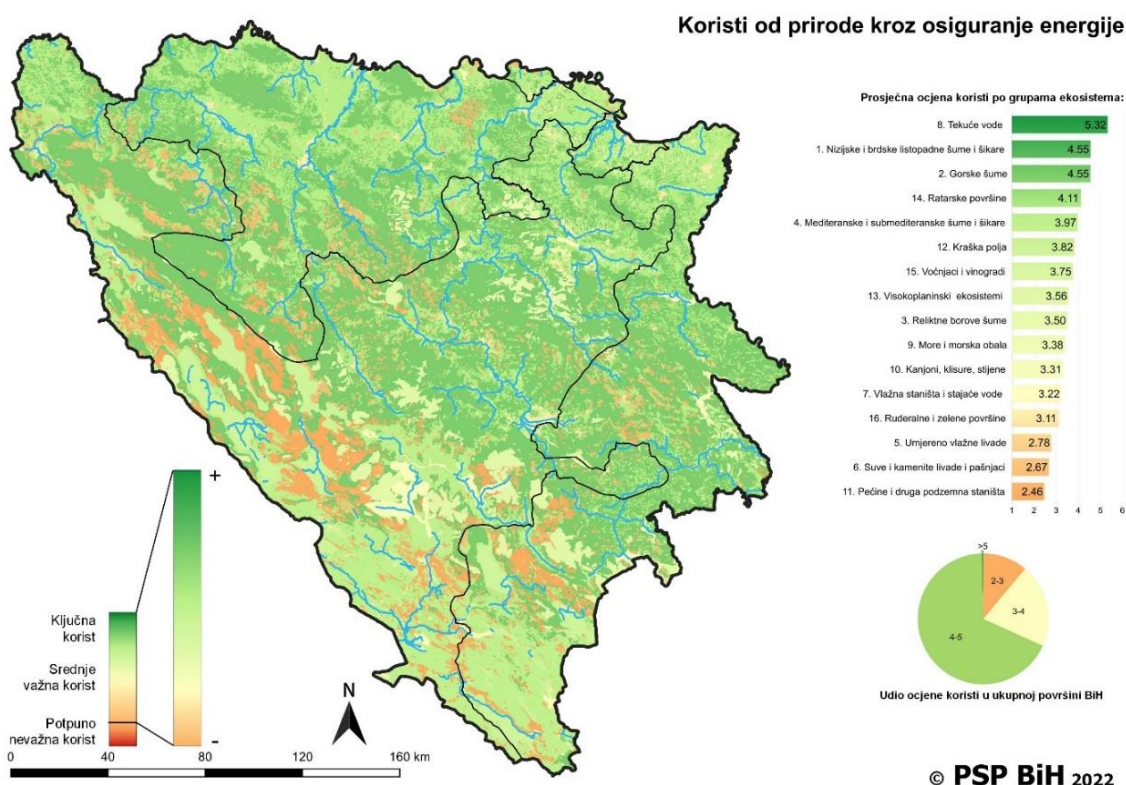 Koristi od prirode kroz osiguranje energije
Prosječna ocjena koristi po grupama ekosistema:
8. Tekuće vode 5.32
1. Nizijske i brdske listopadne šume i šikare 4.55
2. Gorske šume 4.55
14. Ratarske površine 4.11
4. Mediteranske i submediteranske šume i šikare 3.97
12. Kraška polja 3.82
15. Voćnjaci i vinogradi 3.75
13. Visokoplaninski ekosistemi 3.56
3. Reliktne borove šume 3.50
9. More i morska obala 3.38
10. Kanjoni, klisure, stijene 3.31
7. Vlažna staništa i stajaće vode 3.22
16. Ruderalne i zelene površine 3.11
5. Umjereno vlažne livade 2.78
6. Suve i kamenite livade i pašnjaci 2.67
11. Pećine i druga podzemna staništa 2.46
1 2 3 4 5 6
>5
2-3
3-4
4-5
Udio ocjene koristi u ukupnoj površini BiH
+
Ključna
korist
Srednje
važna korist
Potpuno
nevažna korist
-
N
0 40 80 120 160 km
© PSP BiH 2022